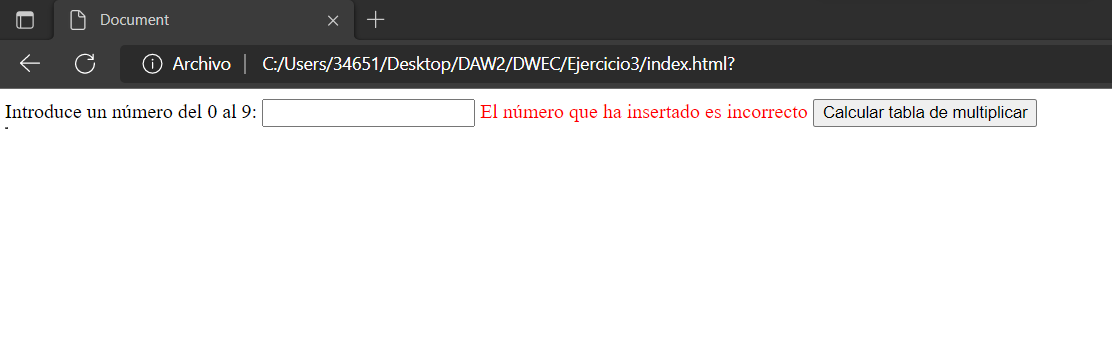 Document
Archivo | C:/Users/34651/Desktop/DAW2/DWEC/Ejercicio3/index.html?
Introduce un número del 0 al 9: El número que ha insertado es incorrecto Calcular tabla de multiplicar